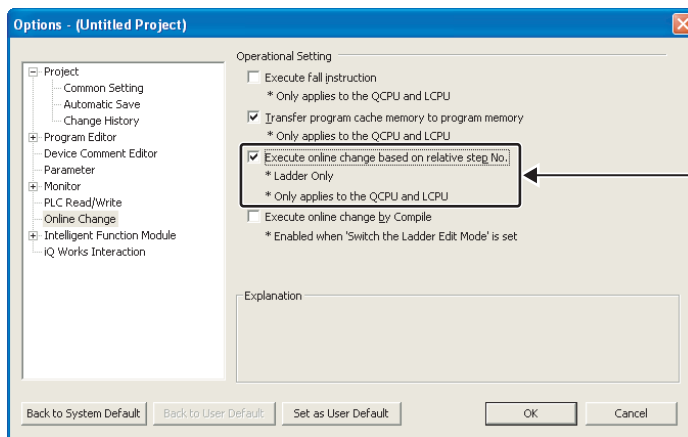 Options - (Untitled Project)
Project
Common Setting
Automatic Save
Change History
Program Editor
Device Comment Editor
Parameter
Monitor
PLC Read/Write
Online Change
Intelligent Function Module
iQ Works Interaction
Operational Setting
Execute fall instruction
* Only applies to the QCPU and LCPU
Transfer program cache memory to program memory
* Only applies to the QCPU and LCPU
Execute online change based on relative step No.
* Ladder Only
* Only applies to the QCPU and LCPU
Execute online change by Compile
* Enabled when 'Switch the Ladder Edit Mode' is set
Explanation
Back to System Default
Back to User Default
Set as User Default
OK
Cancel